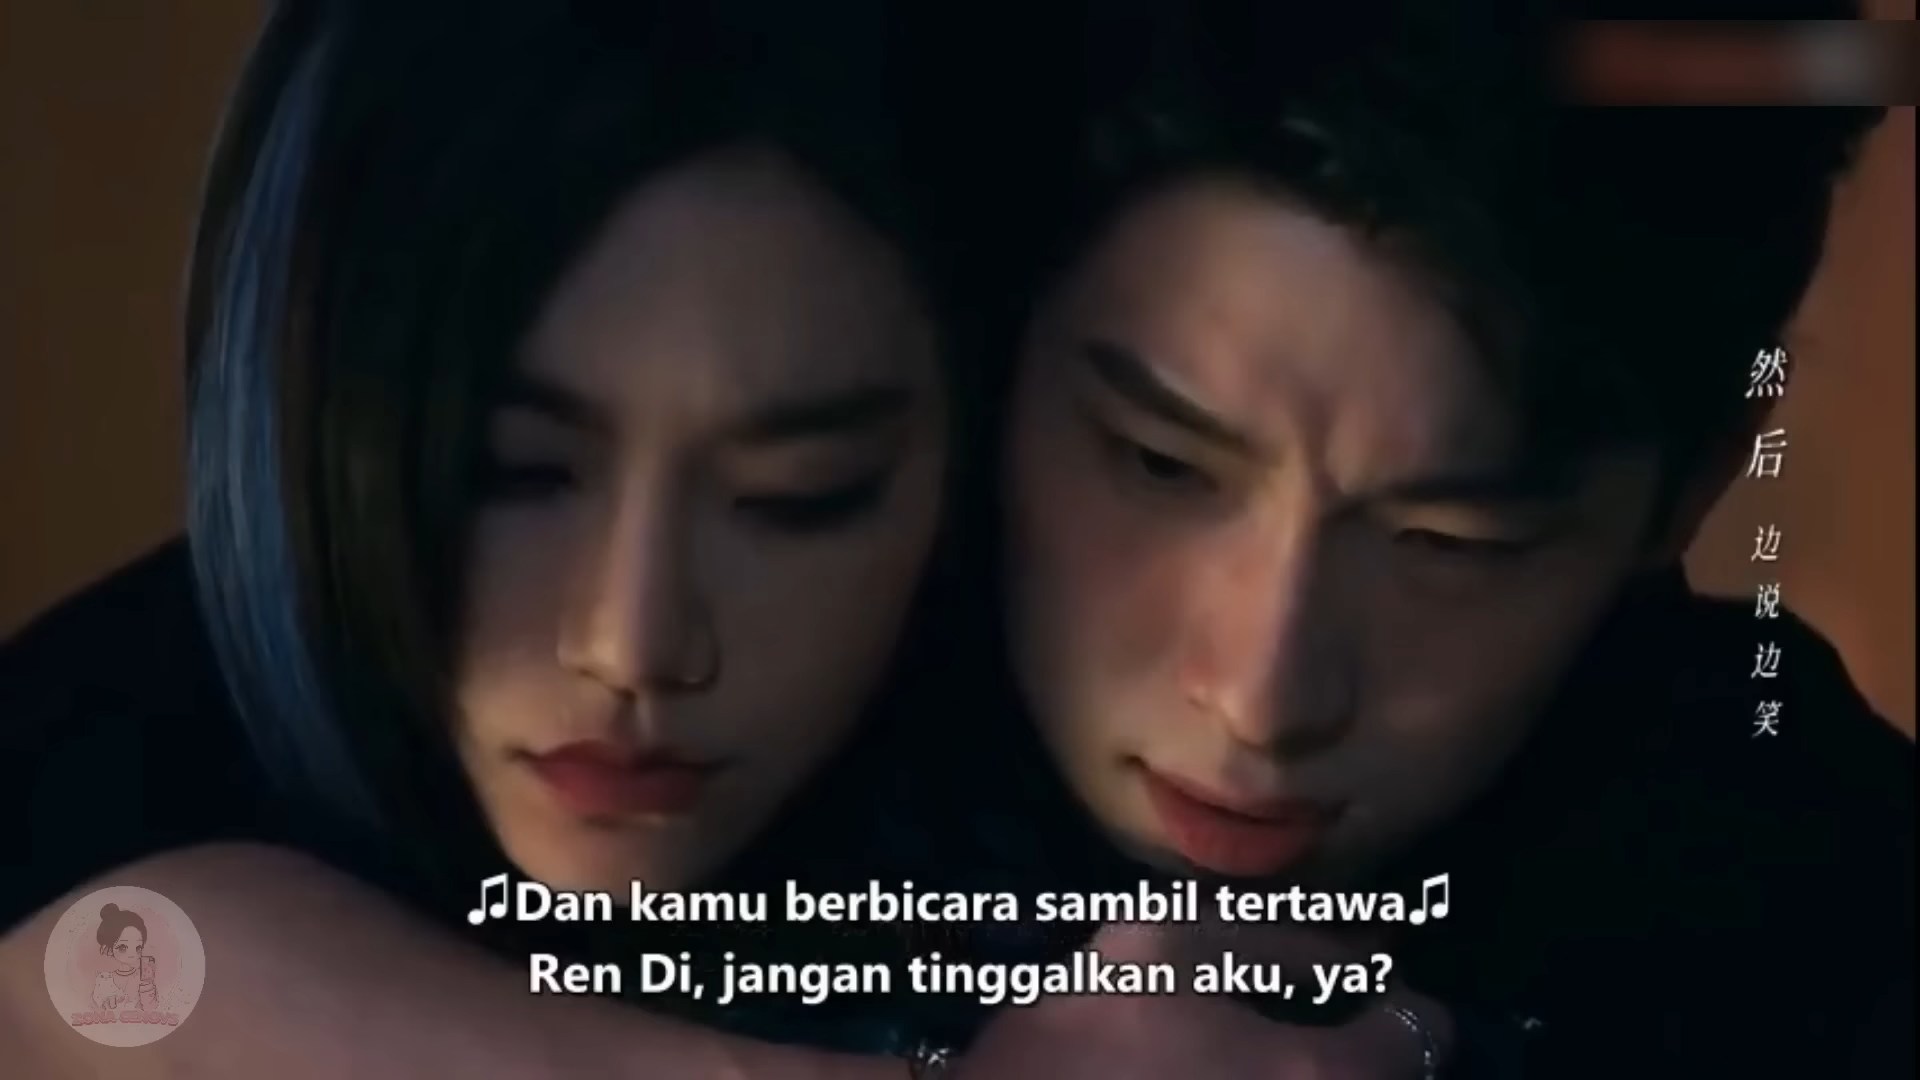 然后 边说边笑
♫Dan kamu berbicara sambil tertawa♫
Ren Di, jangan tinggalkan aku, ya?